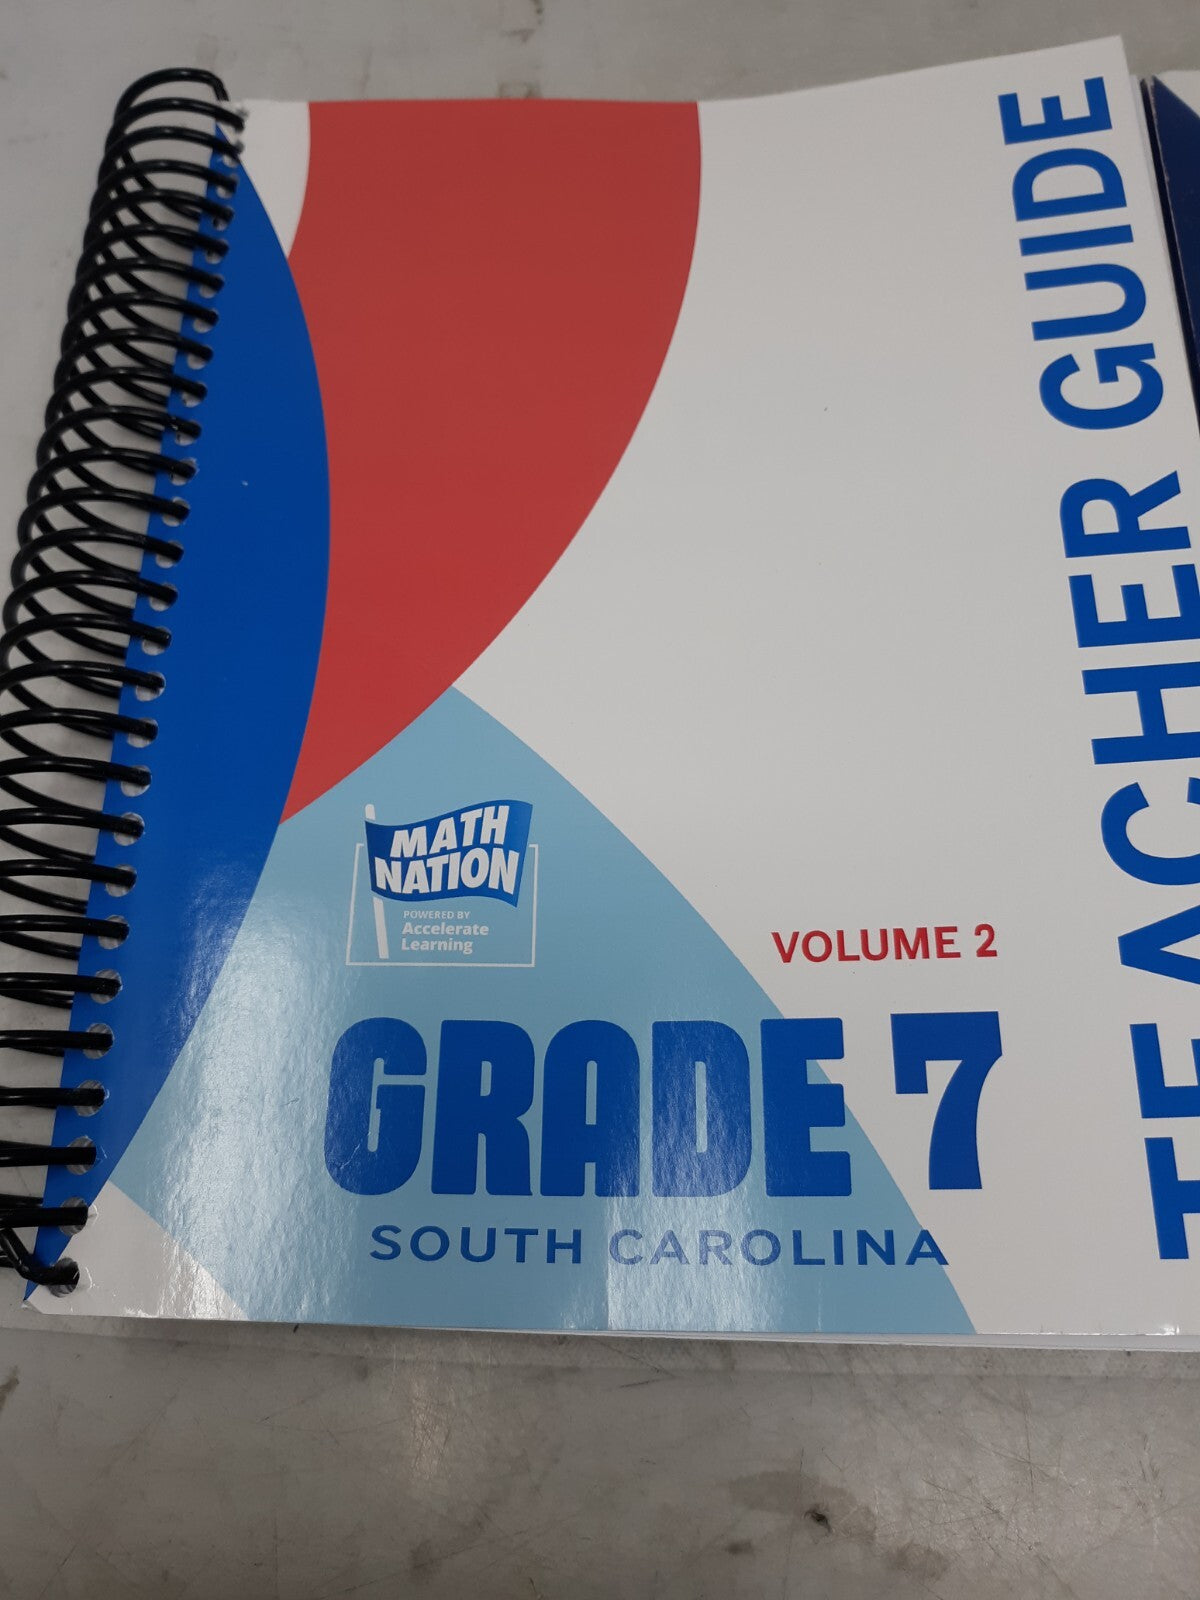 TEACHER GUIDE
MATH
NATION
POWERED BY
Accelerate
Learning
VOLUME 2
GRADE 7
SOUTH CAROLINA